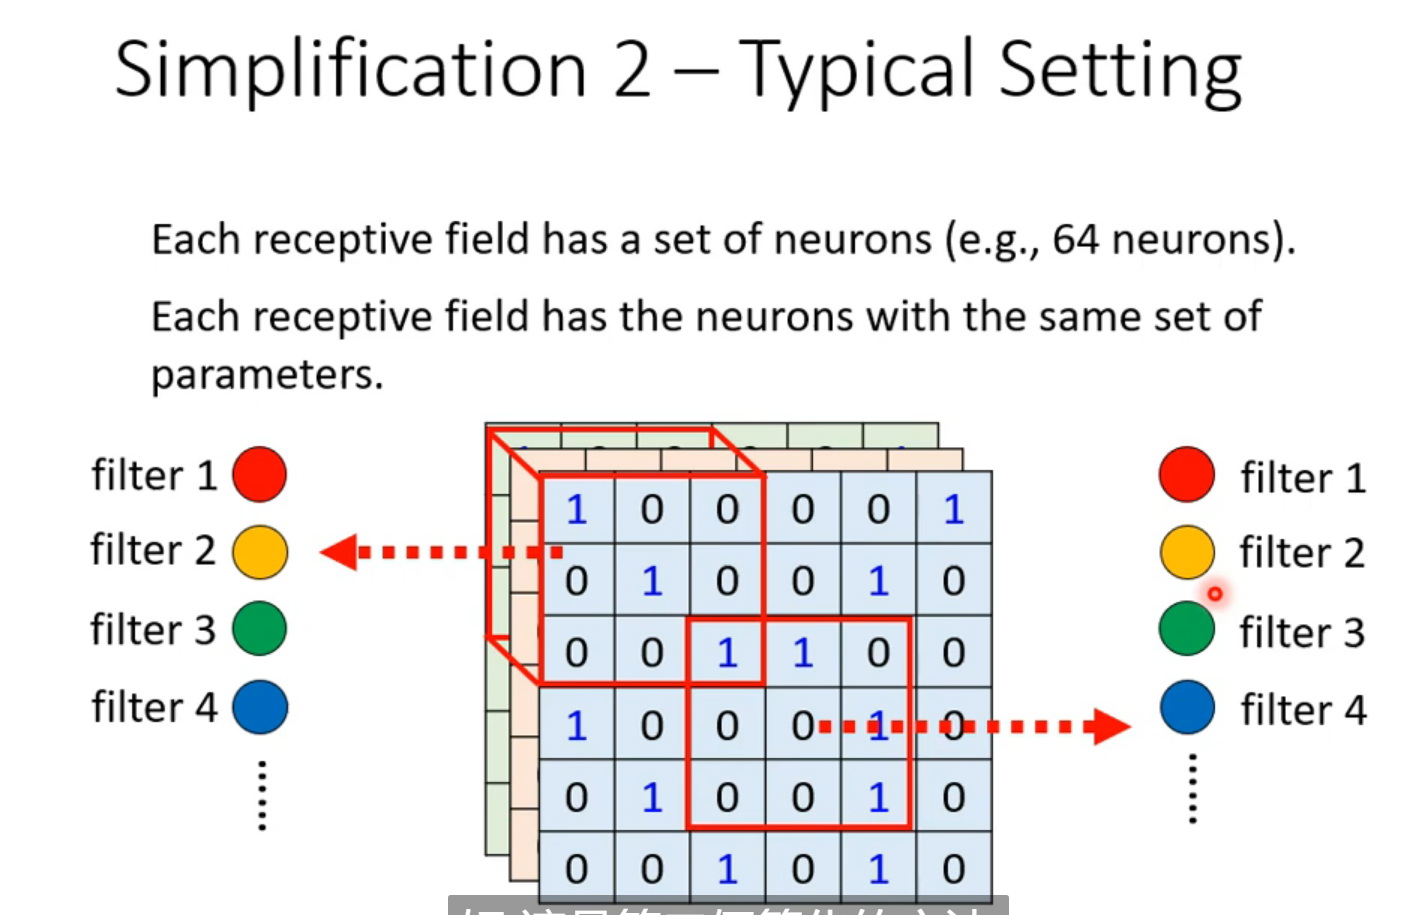 Simplification 2 – Typical Setting
Each receptive field has a set of neurons (e.g., 64 neurons).
Each receptive field has the neurons with the same set of
parameters.
filter 1
filter 2
filter 3
filter 4
1 0 0 0 0 1
0 1 0 0 1 0
0 0 1 1 0 0
1 0 0 0 1 0
0 1 0 0 1 0
0 0 1 0 1 0
filter 1
filter 2
filter 3
filter 4